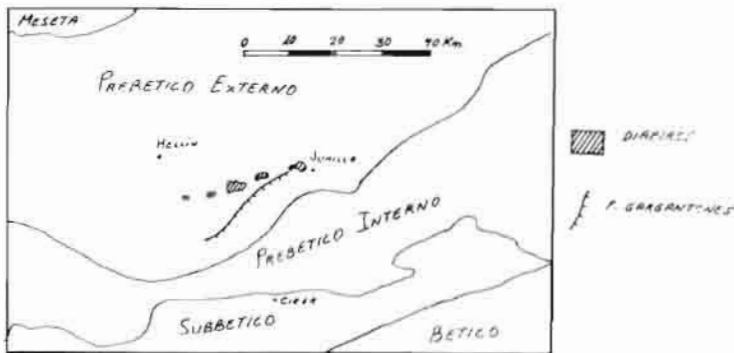 MESETA
0 10 20 30 40 Km
PREBETICO EXTERNO
HELLIN
JUMILLA
DIAPIROS
F. GARGANTONES
PREBETICO INTERNO
CIEZA
SUBBETICO
BETICO